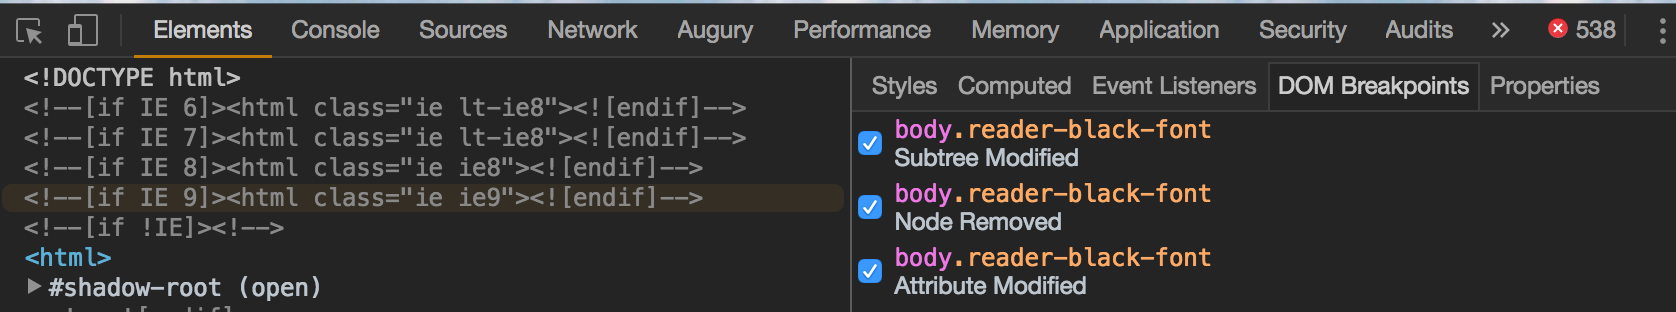 Elements Console Sources Network Augury Performance Memory Application Security Audits » 538
<!DOCTYPE html>
<!--[if IE 6]><html class="ie lt-ie8"><![endif]-->
<!--[if IE 7]><html class="ie lt-ie8"><![endif]-->
<!--[if IE 8]><html class="ie ie8"><![endif]-->
<!--[if IE 9]><html class="ie ie9"><![endif]-->
<!--[if !IE]><!-->
<html>
#shadow-root (open)
Styles Computed Event Listeners DOM Breakpoints Properties
body.reader-black-font
Subtree Modified
body.reader-black-font
Node Removed
body.reader-black-font
Attribute Modified